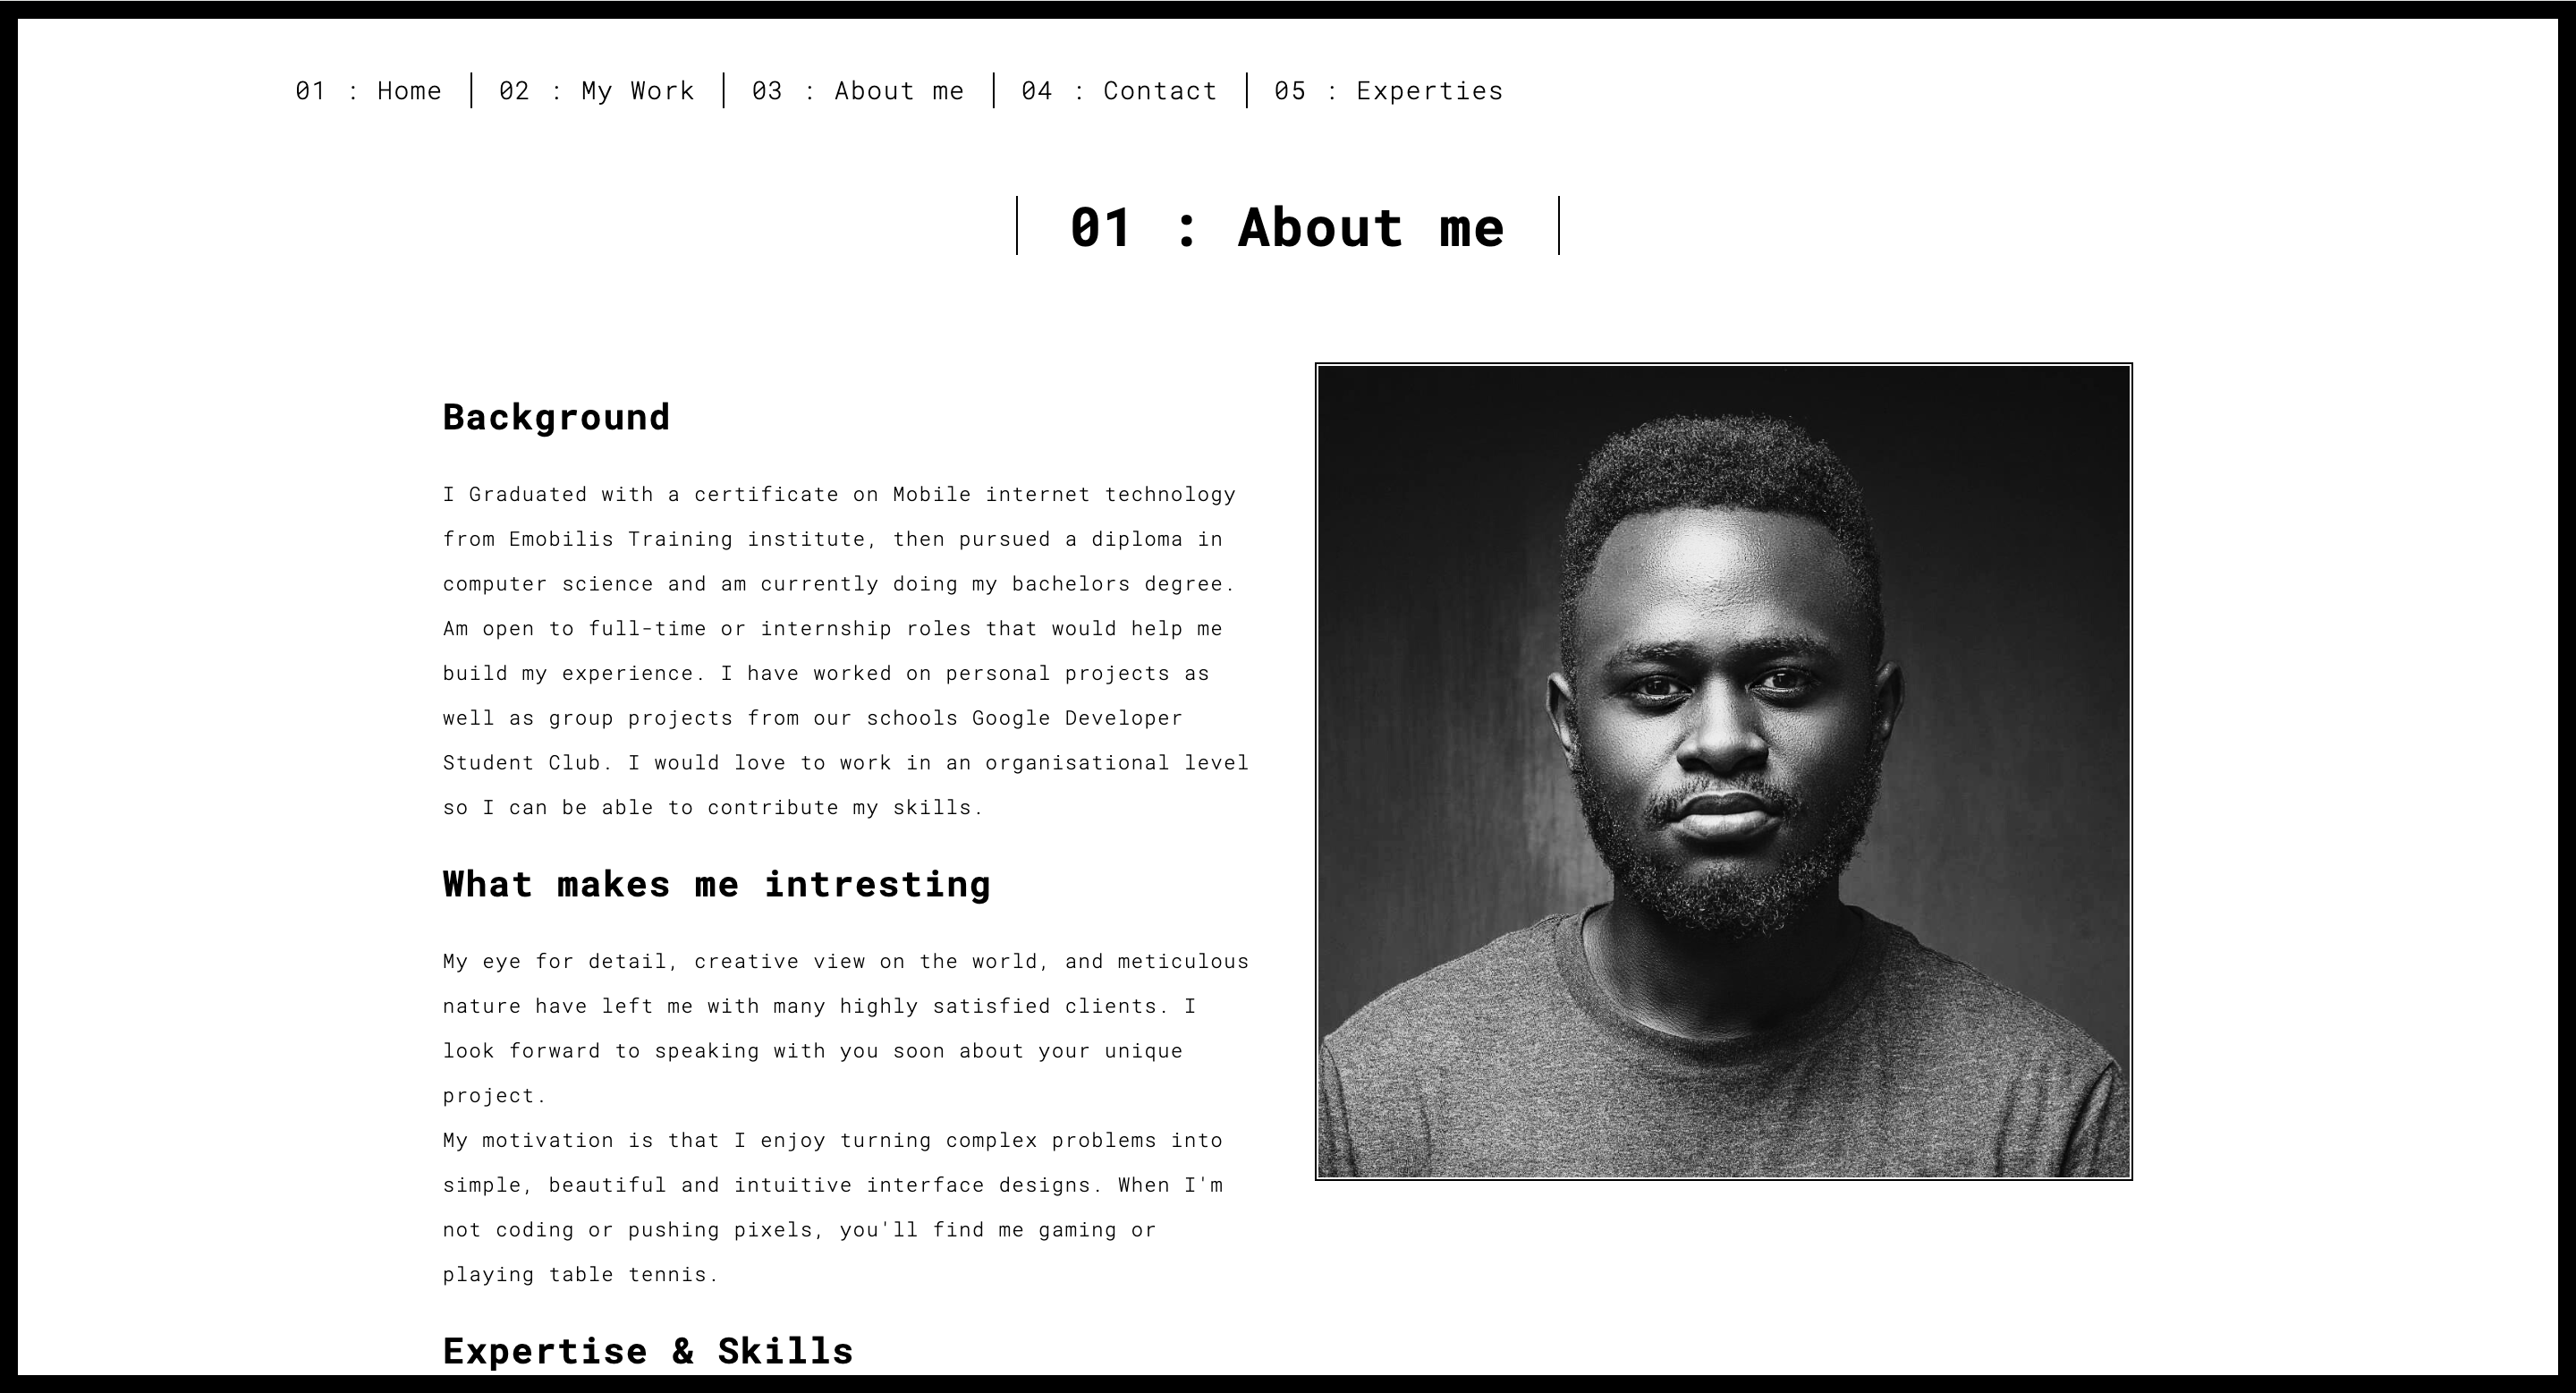 01 : Home | 02 : My Work | 03 : About me | 04 : Contact | 05 : Experties
01 : About me
Background
I Graduated with a certificate on Mobile internet technology
from Emobilis Training institute, then pursued a diploma in
computer science and am currently doing my bachelors degree.
Am open to full-time or internship roles that would help me
build my experience. I have worked on personal projects as
well as group projects from our schools Google Developer
Student Club. I would love to work in an organisational level
so I can be able to contribute my skills.
What makes me intresting
My eye for detail, creative view on the world, and meticulous
nature have left me with many highly satisfied clients. I
look forward to speaking with you soon about your unique
project.
My motivation is that I enjoy turning complex problems into
simple, beautiful and intuitive interface designs. When I'm
not coding or pushing pixels, you'll find me gaming or
playing table tennis.
Expertise & Skills